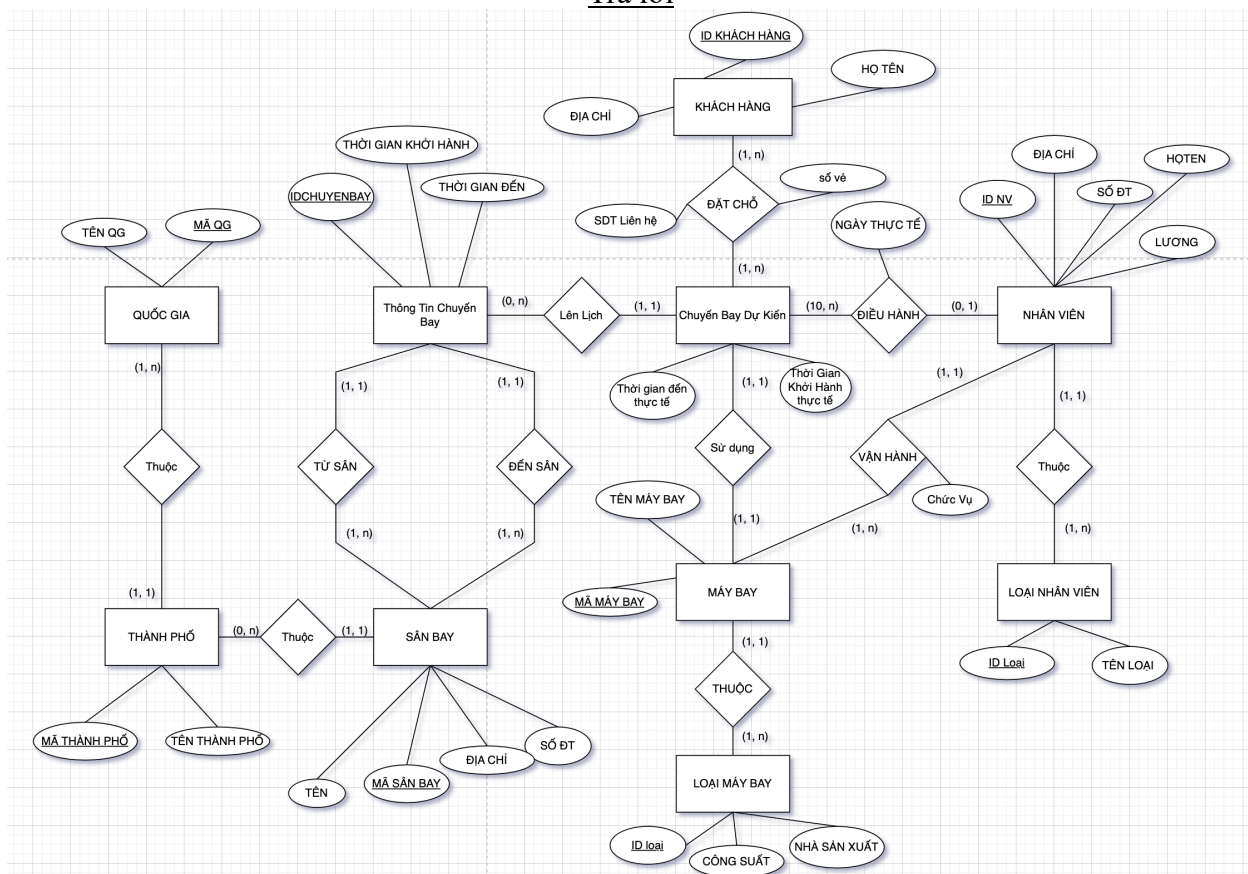 Trả lời
ID KHÁCH HÀNG
HỌ TÊN
KHÁCH HÀNG
ĐỊA CHỈ
THỜI GIAN KHỞI HÀNH
(1, n)
ĐỊA CHỈ
HỌTEN
THỜI GIAN ĐẾN
số vé
IDCHUYENBAY
ID NV
SỐ ĐT
ĐẶT CHỖ
SDT Liên hệ
TÊN QG
MÃ QG
NGÀY THỰC TẾ
LƯƠNG
(1, n)
QUỐC GIA
Thông Tin Chuyến
Bay
(0, n)
Lên Lịch
(1, 1)
Chuyến Bay Dự Kiến
(10, n)
ĐIỀU HÀNH
(0, 1)
NHÂN VIÊN
(1, n)
(1, 1)
(1, 1)
Thời gian đến
thực tế
(1, 1)
Thời Gian
Khởi Hành
thực tế
(1, 1)
(1, 1)
Thuộc
TỪ SÂN
ĐẾN SÂN
Sử dụng
VẬN HÀNH
Thuộc
Chức Vụ
TÊN MÁY BAY
(1, n)
(1, n)
(1, 1)
(1, n)
(1, n)
(1, 1)
MÃ MÁY BAY
MÁY BAY
LOẠI NHÂN VIÊN
THÀNH PHỐ
(0, n)
Thuộc
(1, 1)
SÂN BAY
(1, 1)
ID Loại
TÊN LOẠI
THUỘC
MÃ THÀNH PHỐ
TÊN THÀNH PHỐ
(1, n)
TÊN
MÃ SÂN BAY
ĐỊA CHỈ
SỐ ĐT
LOẠI MÁY BAY
ID loại
CÔNG SUẤT
NHÀ SẢN XUẤT